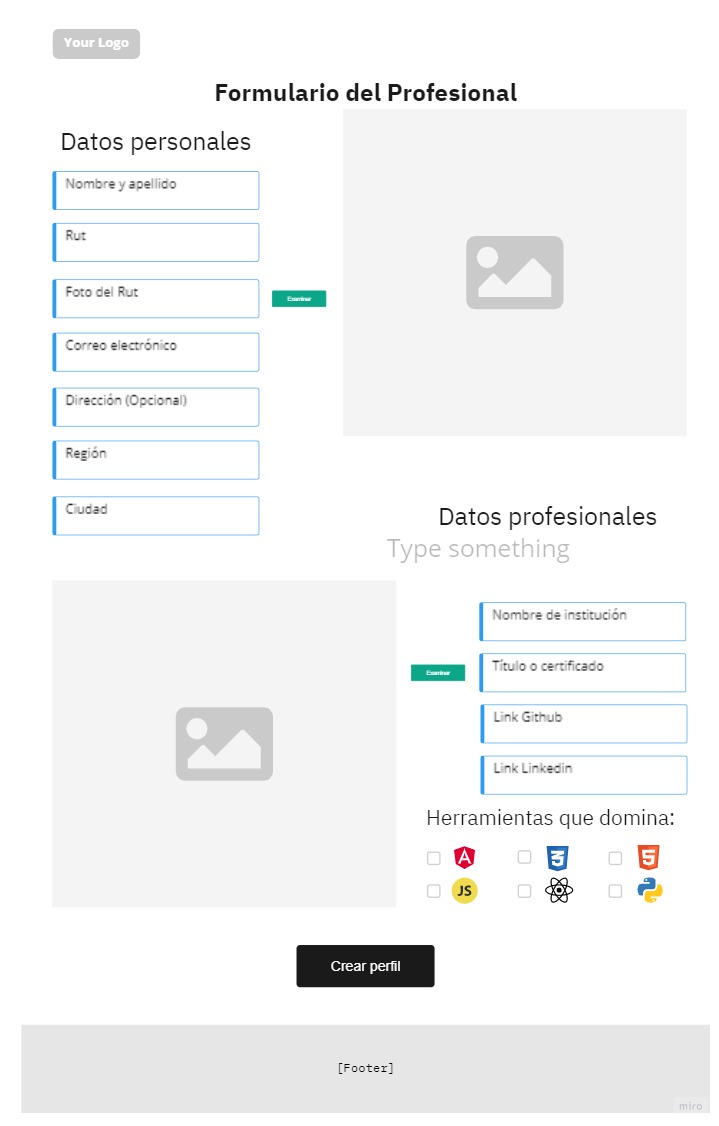 Your Logo
Formulario del Profesional
Datos personales
Nombre y apellido
Rut
Foto del Rut
Examinar
Correo electrónico
Dirección (Opcional)
Región
Ciudad
Datos profesionales
Type something
Nombre de institución
Examinar
Título o certificado
Link Github
Link Linkedin
Herramientas que domina:
A
3
5
JS
Crear perfil
[Footer]
miro